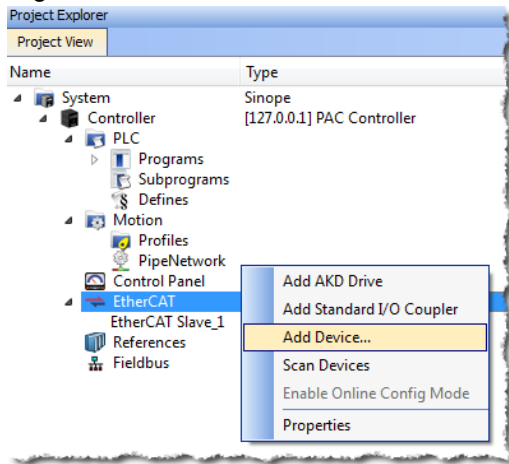 Project Explorer
Project View
Name Type
System Sinope
Controller [127.0.0.1] PAC Controller
PLC
Programs
Subprograms
Defines
Motion
Profiles
PipeNetwork
Control Panel
EtherCAT
EtherCAT Slave_1
References
Fieldbus
Add AKD Drive
Add Standard I/O Coupler
Add Device...
Scan Devices
Enable Online Config Mode
Properties